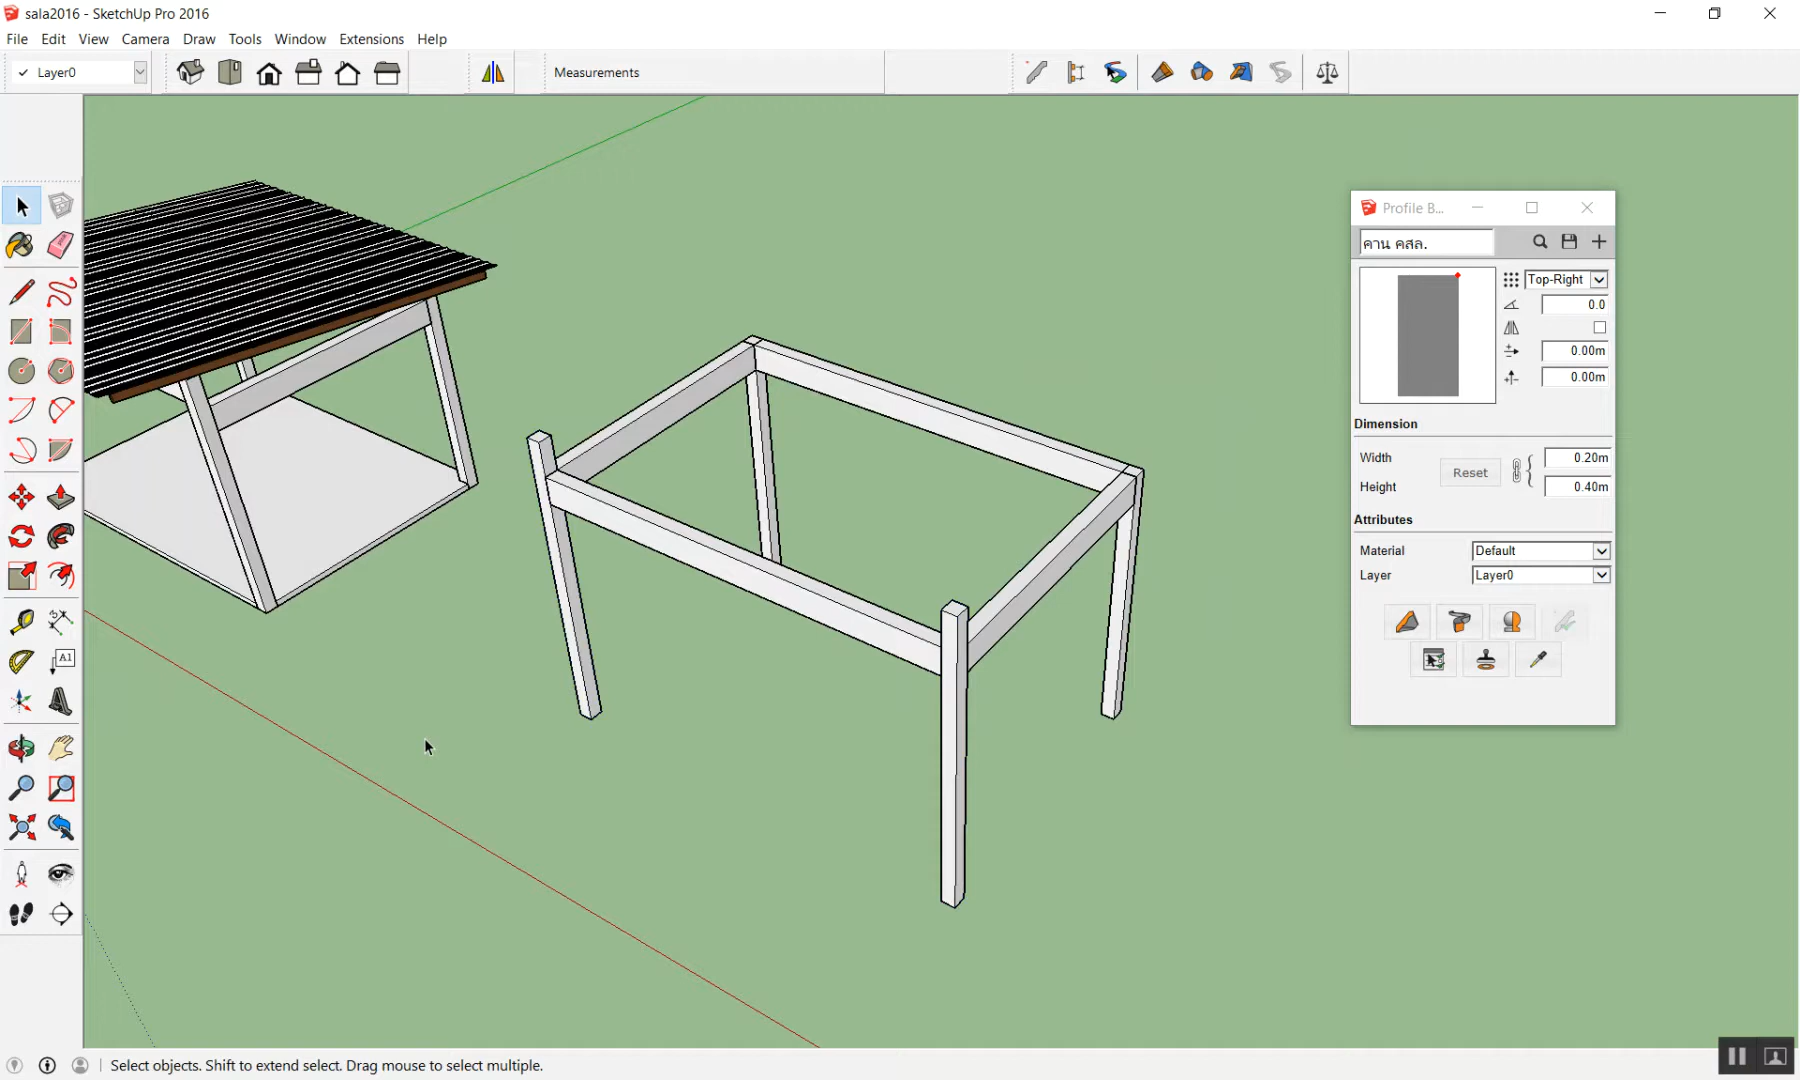 sala2016 - SketchUp Pro 2016
File Edit View Camera Draw Tools Window Extensions Help
Layer0
Measurements
Profile B...
คาน คสล.
Top-Right
0.0
0.00m
0.00m
Dimension
Width 0.20m
Reset
Height 0.40m
Attributes
Material Default
Layer Layer0
A1
Select objects. Shift to extend select. Drag mouse to select multiple.